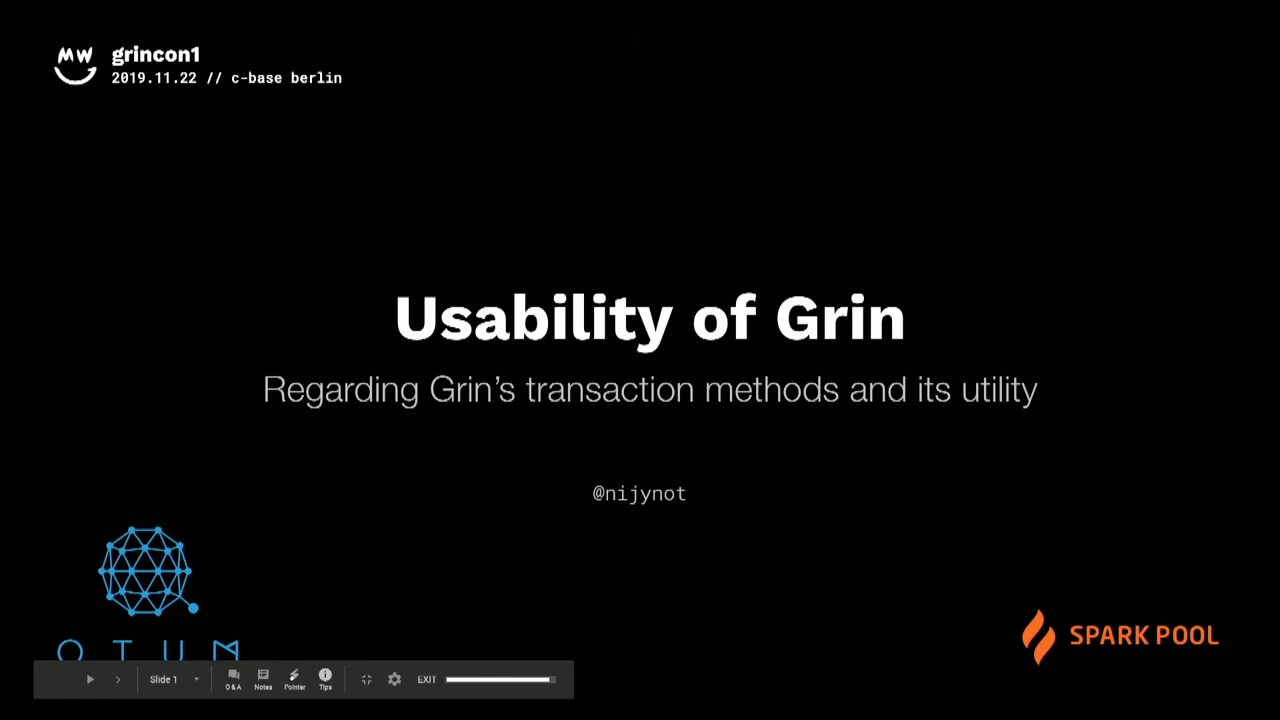 MW
grincon1
2019.11.22 // c-base berlin
Usability of Grin
Regarding Grin's transaction methods and its utility
@nijynot
QTUM
SPARK POOL
Slide 1
Q&A
Notes
Pointer
Tips
EXIT